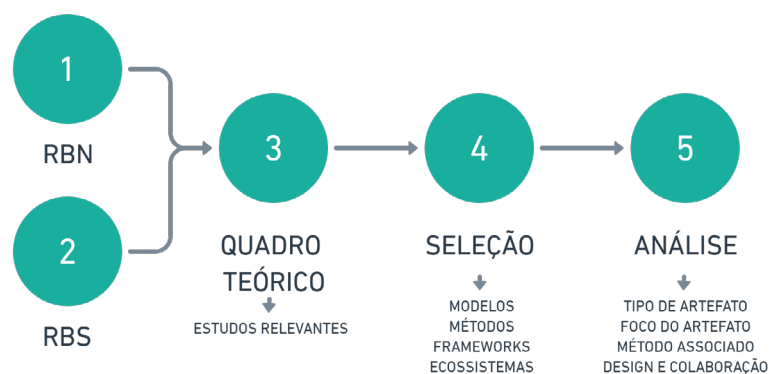 1
RBN
2
RBS
3
QUADRO
TEÓRICO
ESTUDOS RELEVANTES
4
SELEÇÃO
MODELOS
MÉTODOS
FRAMEWORKS
ECOSSISTEMAS
5
ANÁLISE
TIPO DE ARTEFATO
FOCO DO ARTEFATO
MÉTODO ASSOCIADO
DESIGN E COLABORAÇÃO